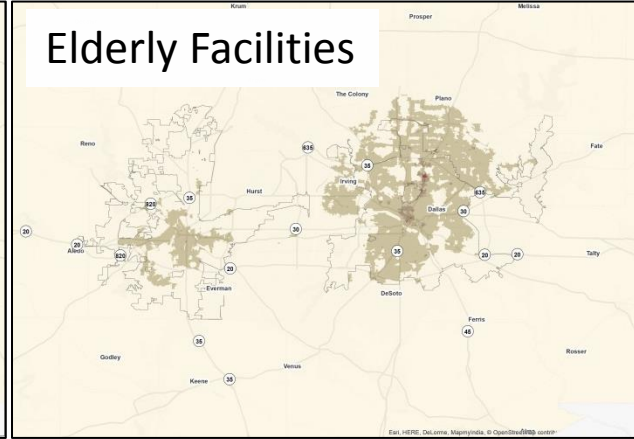 Krum
Melissa
Prosper
Elderly Facilities
The Colony
Plano
Reno
635
Fate
35
Irving
Hurst
820
35
635
Dallas
30
20
30
20
Aledo
820
35
20
20
Talty
20
Everman
DeSoto
Ferris
45
35
Godley
Rosser
Venus
Keene
35
Esri, HERE, DeLorme, MapmyIndia, © OpenStreetMap